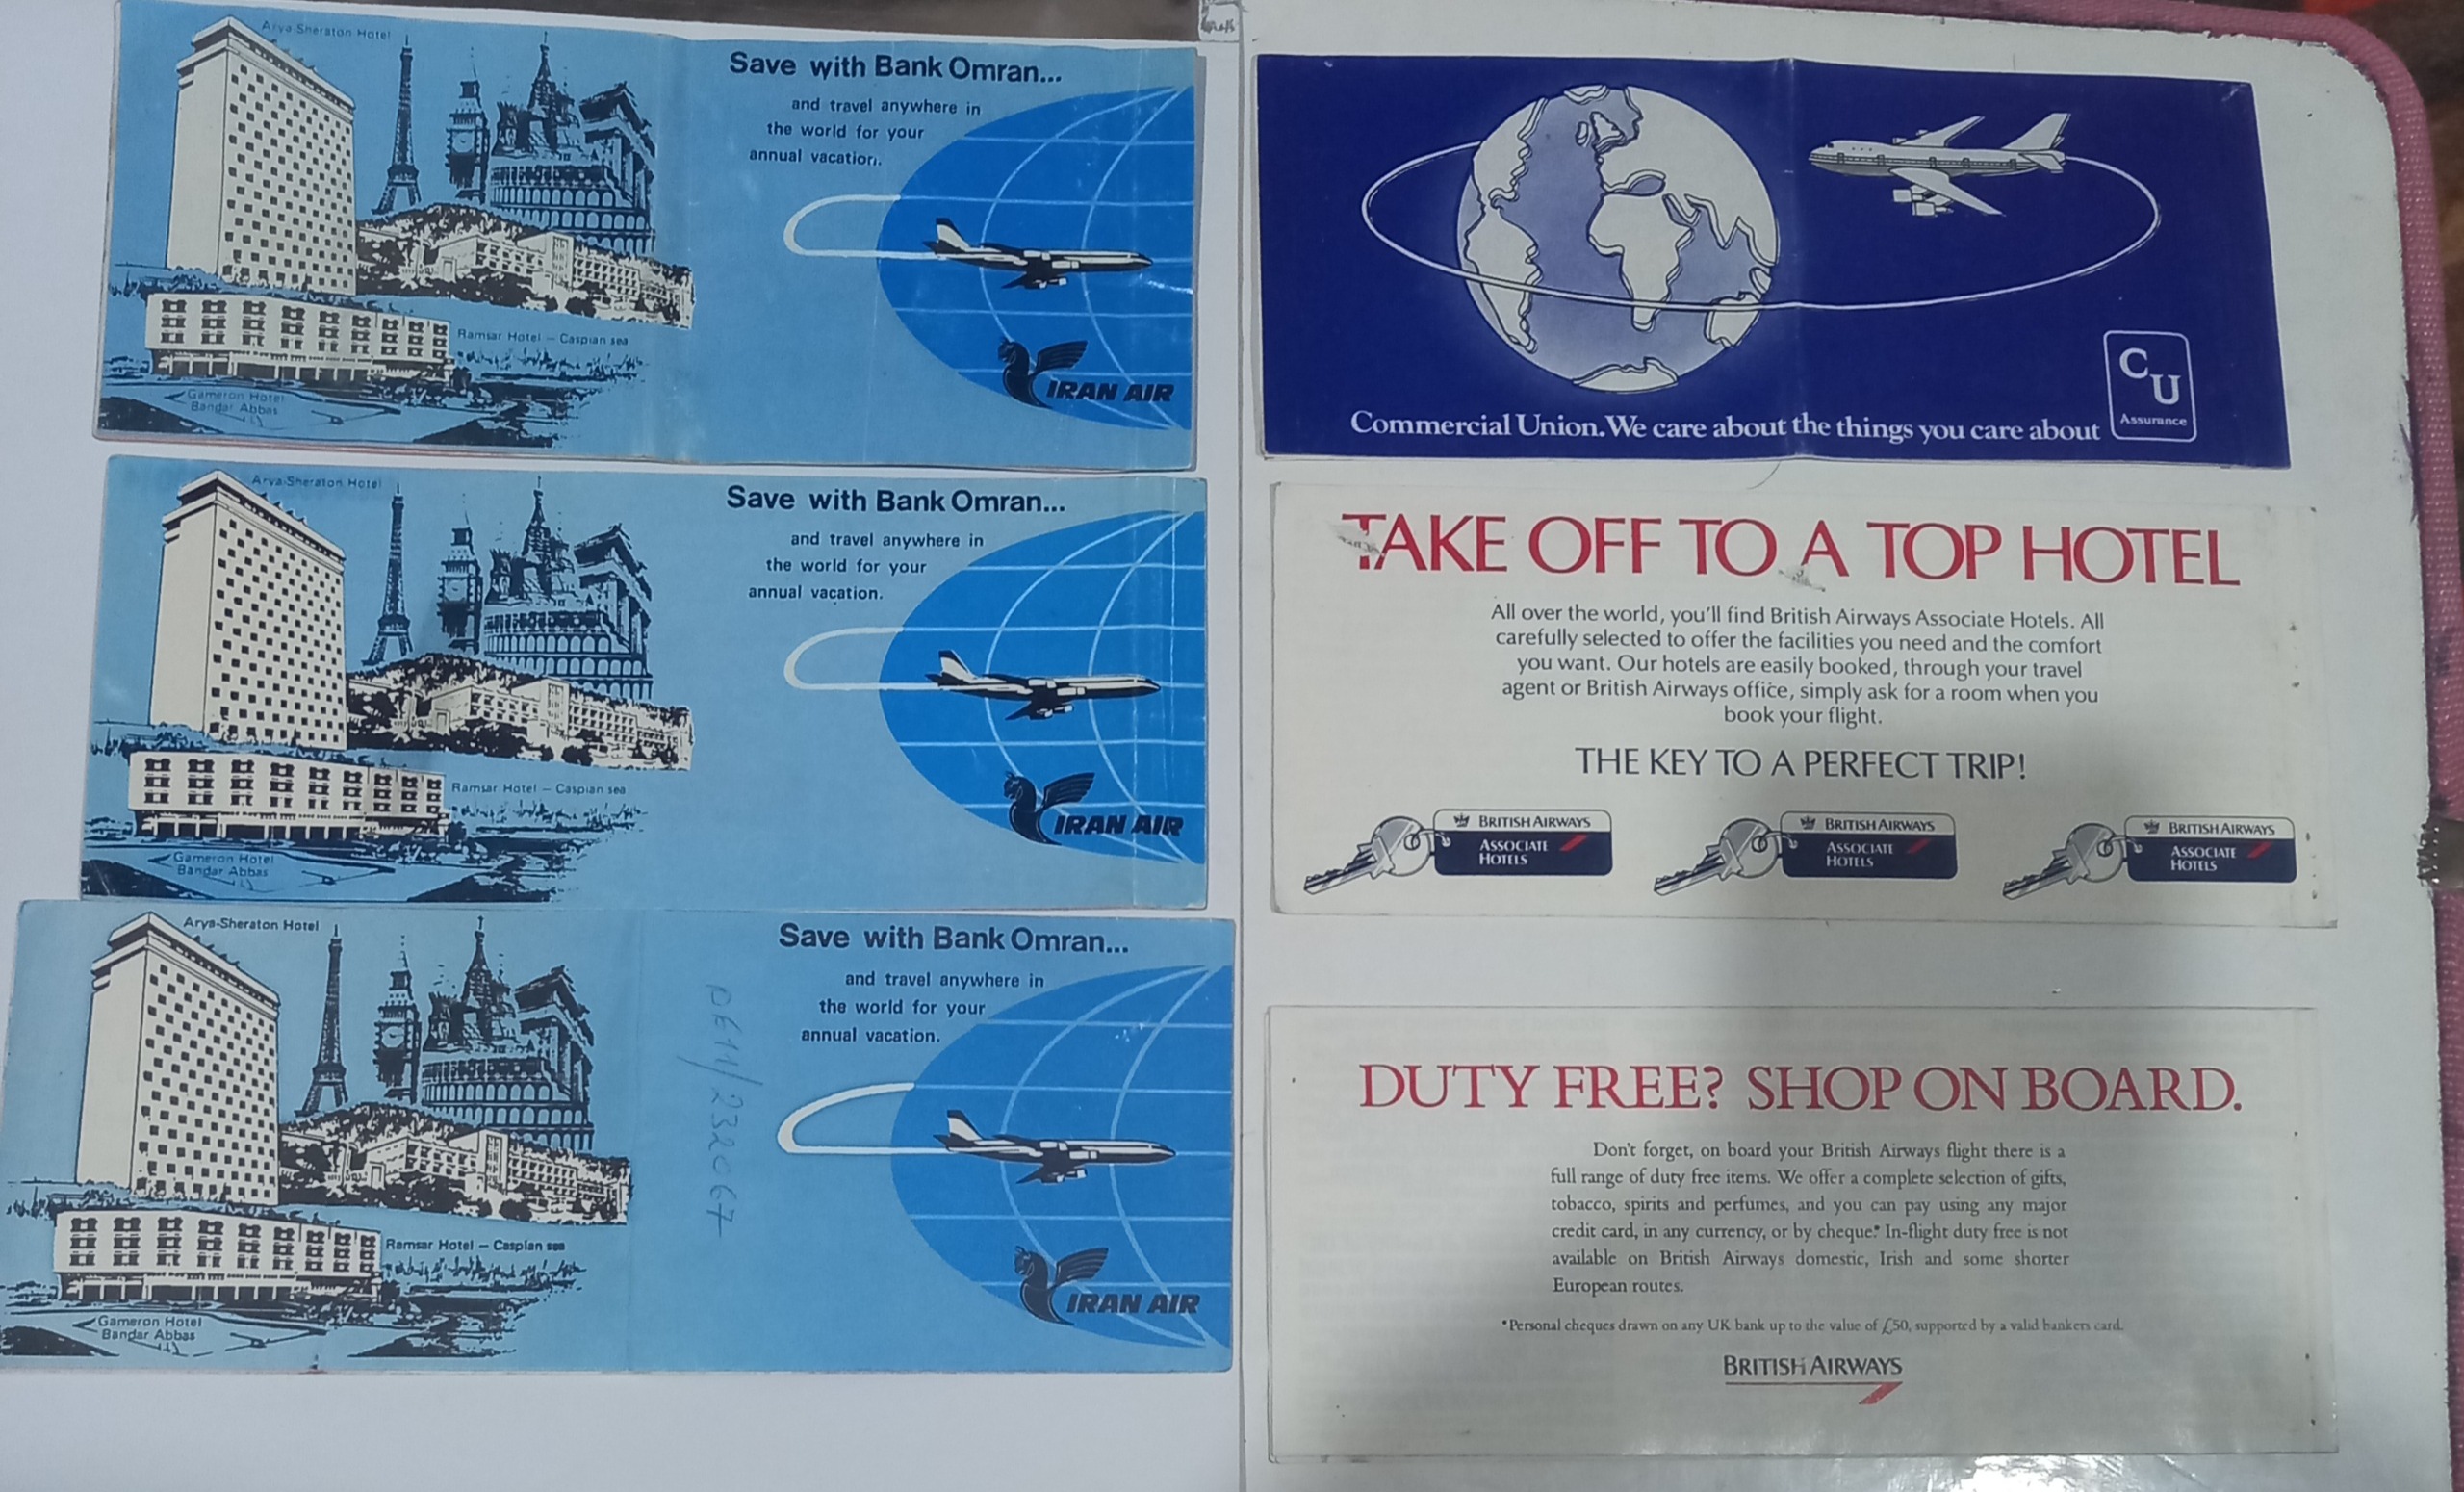 Arya-Sheraton Hotel
Save with Bank Omran...
and travel anywhere in
the world for your
annual vacation.
Ramsar Hotel – Caspian sea
Gameron Hotel
Bandar Abbas
IRAN AIR
Arya-Sheraton Hotel
Save with Bank Omran...
and travel anywhere in
the world for your
annual vacation.
Ramsar Hotel – Caspian sea
Gameron Hotel
Bandar Abbas
IRAN AIR
Arya-Sheraton Hotel
Save with Bank Omran...
and travel anywhere in
the world for your
annual vacation.
Ramsar Hotel – Caspian sea
Gameron Hotel
Bandar Abbas
IRAN AIR
CU
Assurance
Commercial Union. We care about the things you care about
TAKE OFF TO A TOP HOTEL
All over the world, you'll find British Airways Associate Hotels. All
carefully selected to offer the facilities you need and the comfort
you want. Our hotels are easily booked, through your travel
agent or British Airways office, simply ask for a room when you
book your flight.
THE KEY TO A PERFECT TRIP!
BRITISH AIRWAYS
ASSOCIATE
HOTELS
BRITISH AIRWAYS
ASSOCIATE
HOTELS
BRITISH AIRWAYS
ASSOCIATE
HOTELS
DUTY FREE? SHOP ON BOARD.
Don't forget, on board your British Airways flight there is a
full range of duty free items. We offer a complete selection of gifts,
tobacco, spirits and perfumes, and you can pay using any major
credit card, in any currency, or by cheque.* In-flight duty free is not
available on British Airways domestic, Irish and some shorter
European routes.
*Personal cheques drawn on any UK bank up to the value of £50, supported by a valid bankers card.
BRITISH AIRWAYS